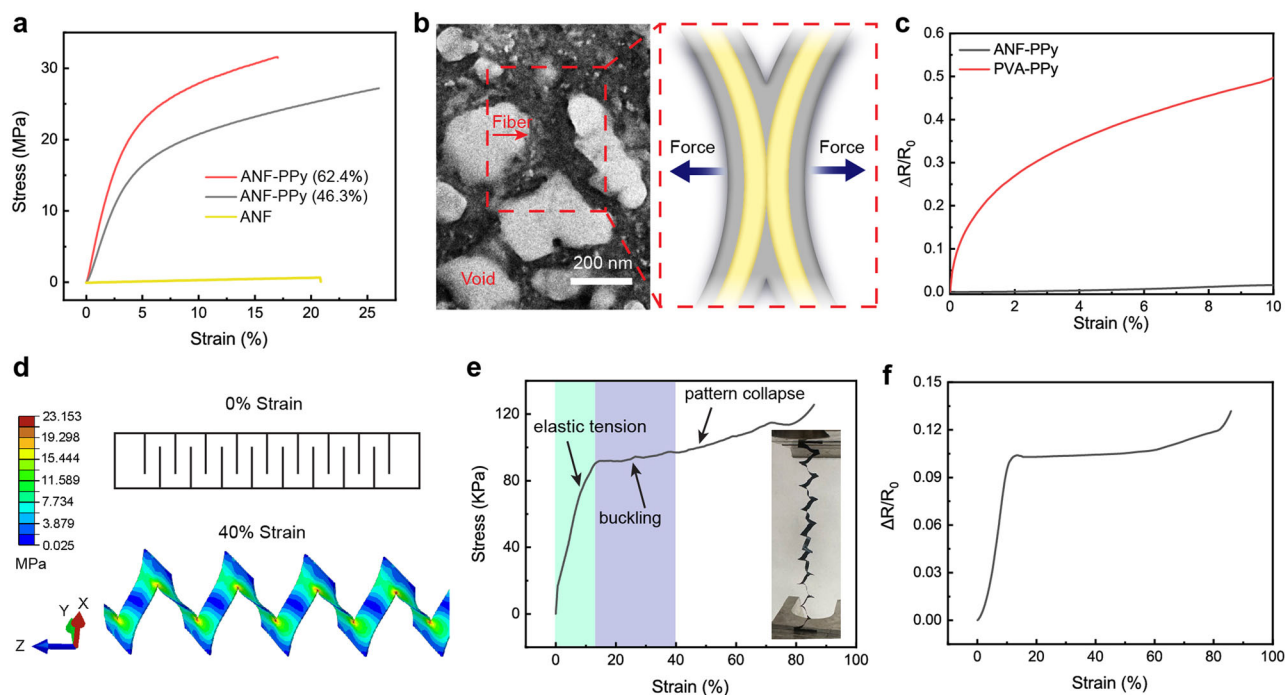 a
Stress (MPa)
30
20
10
0
ANF-PPy (62.4%)
ANF-PPy (46.3%)
ANF
0 5 10 15 20 25
Strain (%)
b
Fiber
Void
200 nm
Force
Force
c
ΔR/R0
0.6
0.5
0.4
0.3
0.2
0.1
0.0
ANF-PPy
PVA-PPy
0 2 4 6 8 10
Strain (%)
d
0% Strain
23.153
19.298
15.444
11.589
7.734
3.879
0.025
MPa
40% Strain
Y X
Z
e
Stress (KPa)
120
80
40
0
elastic tension
pattern collapse
buckling
0 20 40 60 80 100
Strain (%)
f
ΔR/R0
0.15
0.12
0.09
0.06
0.03
0.00
0 20 40 60 80 100
Strain (%)